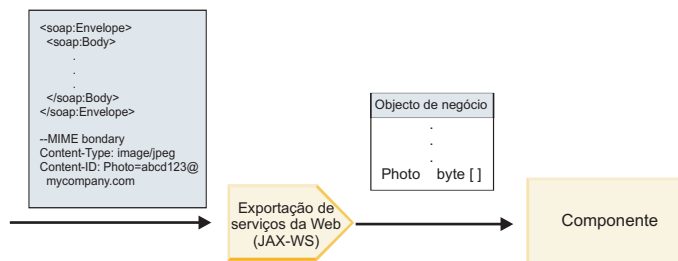 <soap:Envelope>
<soap:Body>
.
.
.
</soap:Body>
</soap:Envelope>
--MIME bondary
Content-Type: image/jpeg
Content-ID: Photo=abcd123@
mycompany.com
Exportação de
serviços da Web
(JAX-WS)
Objecto de negócio
.
.
.
Photo byte [ ]
Componente